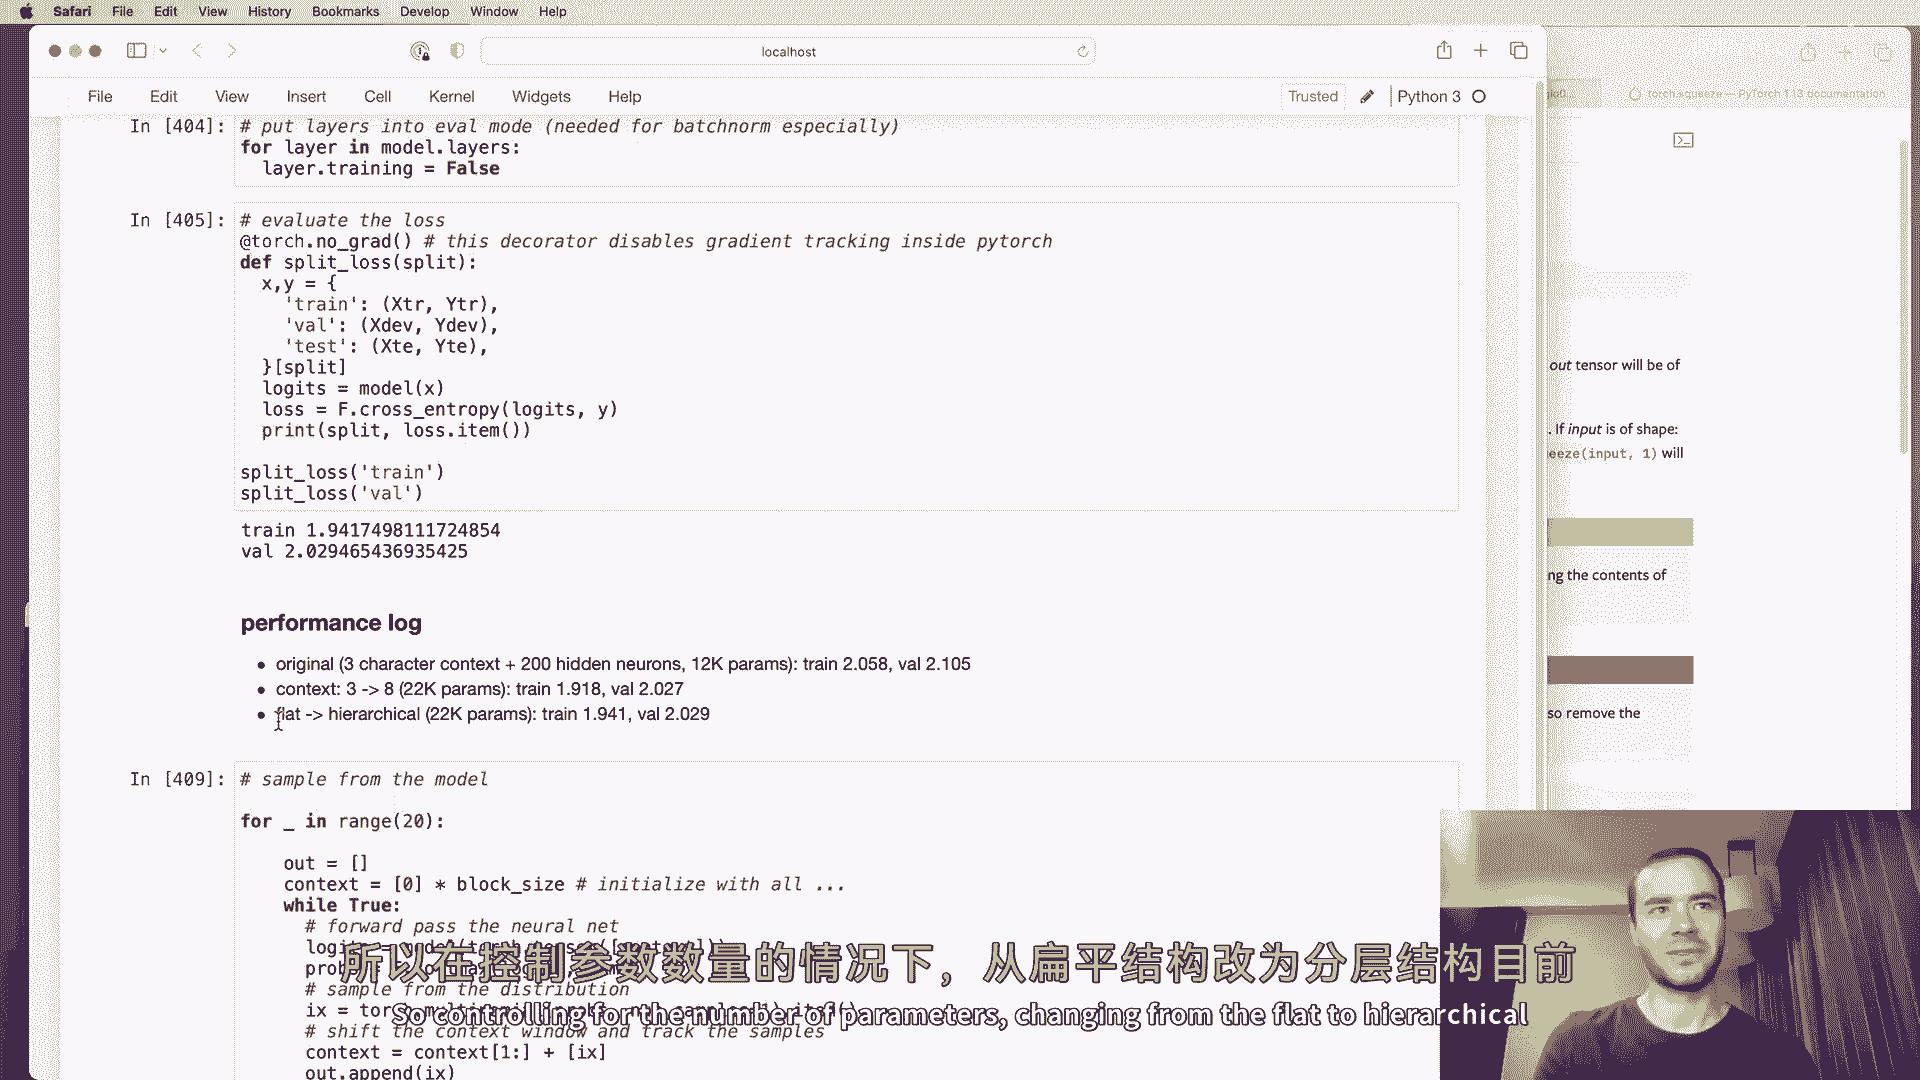 Safari File Edit View History Bookmarks Develop Window Help
localhost
File Edit View Insert Cell Kernel Widgets Help
Trusted
Python 3
torch.squeeze — PyTorch 1.13 documentation
In [404]: # put layers into eval mode (needed for batchnorm especially)
for layer in model.layers:
layer.training = False
In [405]: # evaluate the loss
@torch.no_grad() # this decorator disables gradient tracking inside pytorch
def split_loss(split):
x,y = {
'train': (Xtr, Ytr),
'val': (Xdev, Ydev),
'test': (Xte, Yte),
}[split]
logits = model(x)
loss = F.cross_entropy(logits, y)
print(split, loss.item())
split_loss('train')
split_loss('val')
train 1.9417498111724854
val 2.029465436935425
performance log
• original (3 character context + 200 hidden neurons, 12K params): train 2.058, val 2.105
• context: 3 -> 8 (22K params): train 1.918, val 2.027
• flat -> hierarchical (22K params): train 1.941, val 2.029
In [409]: # sample from the model
for _ in range(20):
out = []
context = [0] * block_size # initialize with all ...
while True:
# forward pass the neural net
# sample from the distribution
# shift the context window and track the samples
context = context[1:] + [ix]
out.append(ix)
out tensor will be of
. If input is of shape:
eeze(input, 1) will
ng the contents of
so remove the
所以在控制参数数量的情况下，从扁平结构改为分层结构目前
So controlling for the number of parameters, changing from the flat to hierarchical